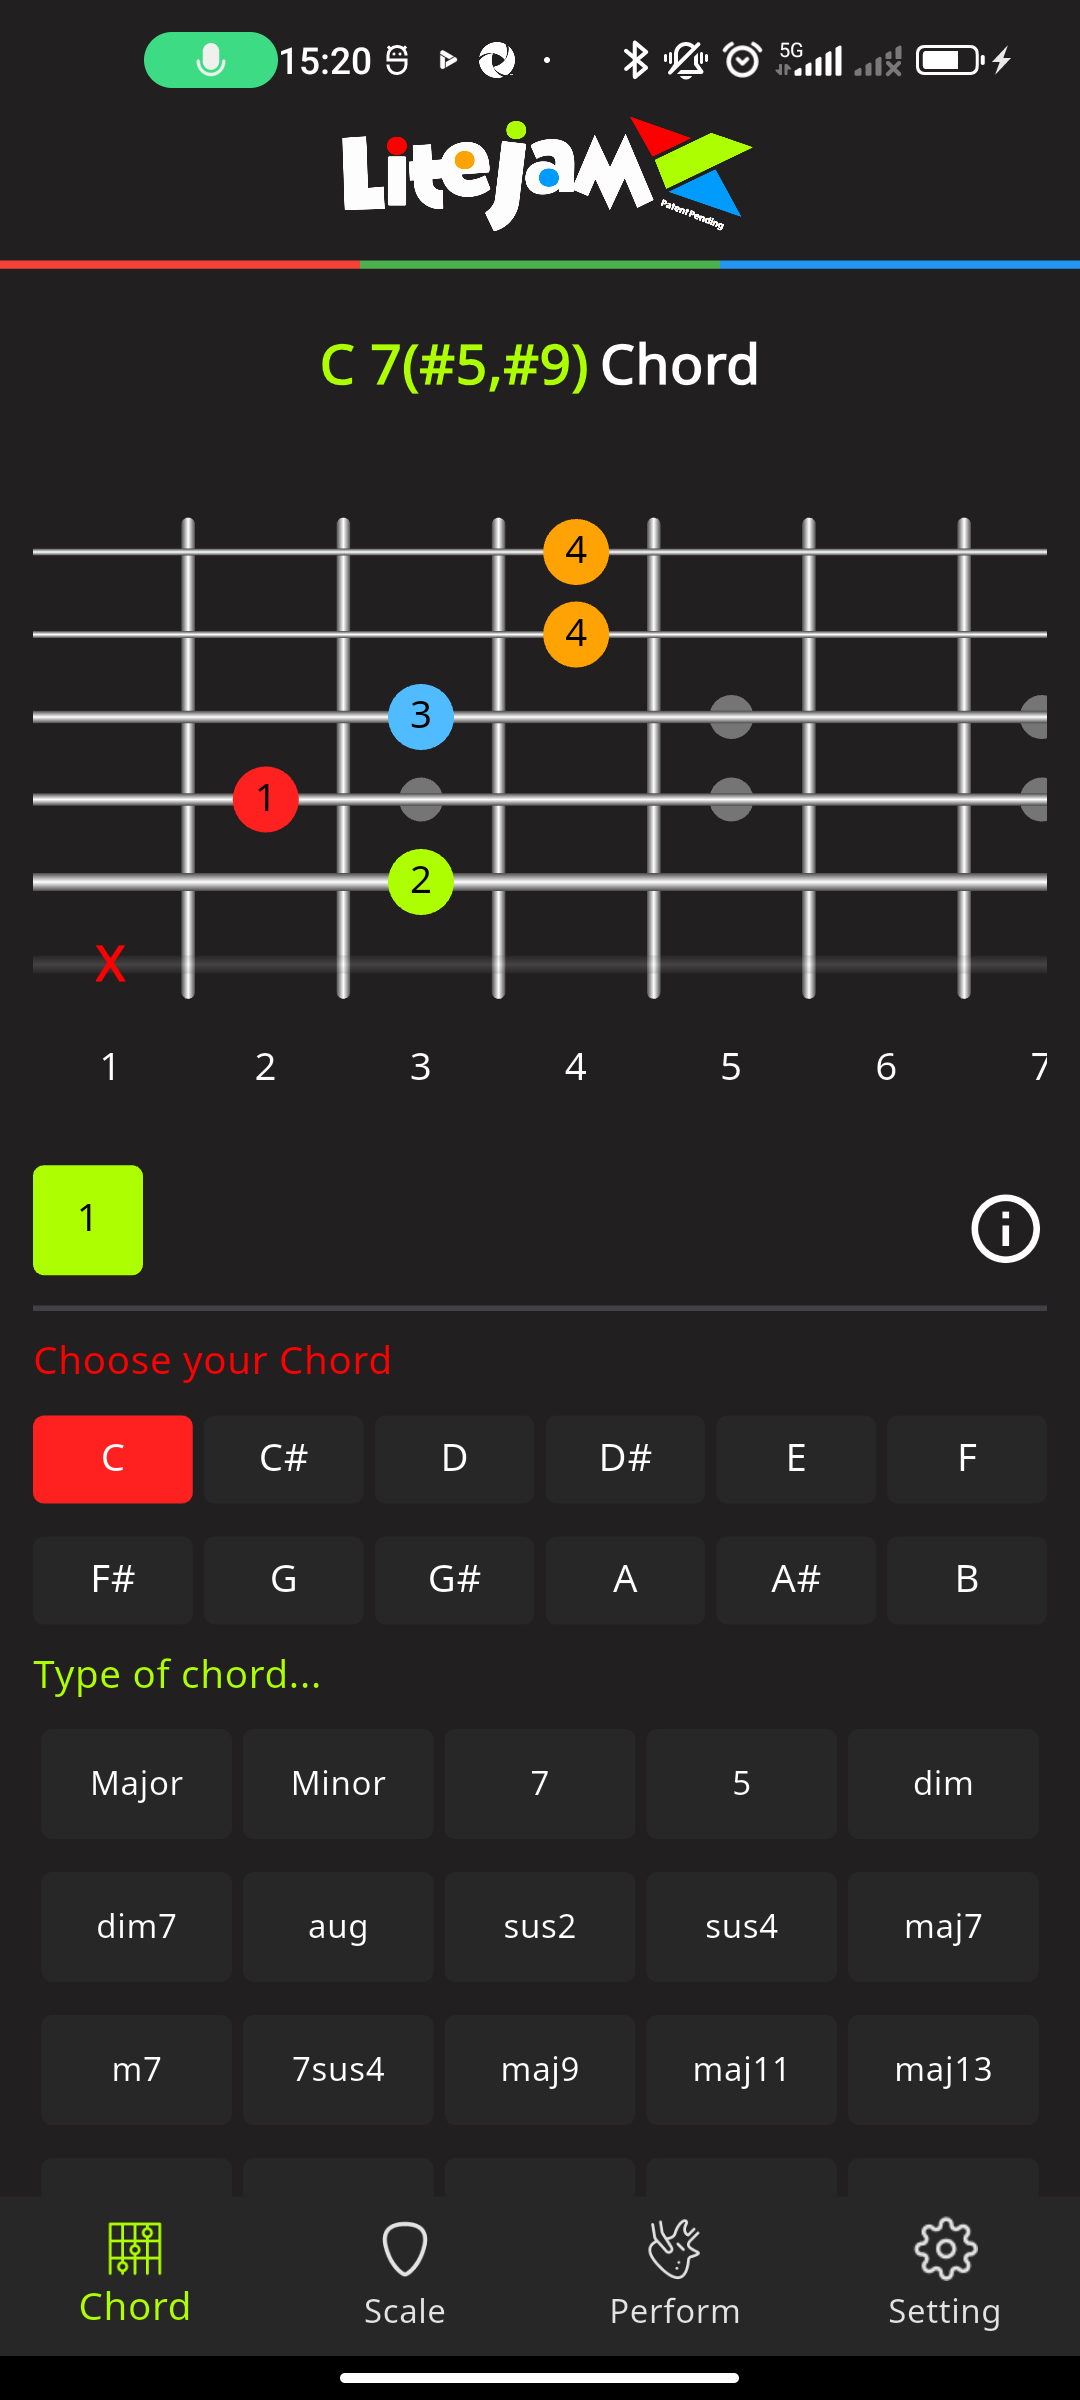 15:20 5G
Litejam
Patent Pending
C 7(#5,#9) Chord
4
4
3
1
2
X
1 2 3 4 5 6 7
1
Choose your Chord
C C# D D# E F
F# G G# A A# B
Type of chord...
Major Minor 7 5 dim
dim7 aug sus2 sus4 maj7
m7 7sus4 maj9 maj11 maj13
Chord Scale Perform Setting